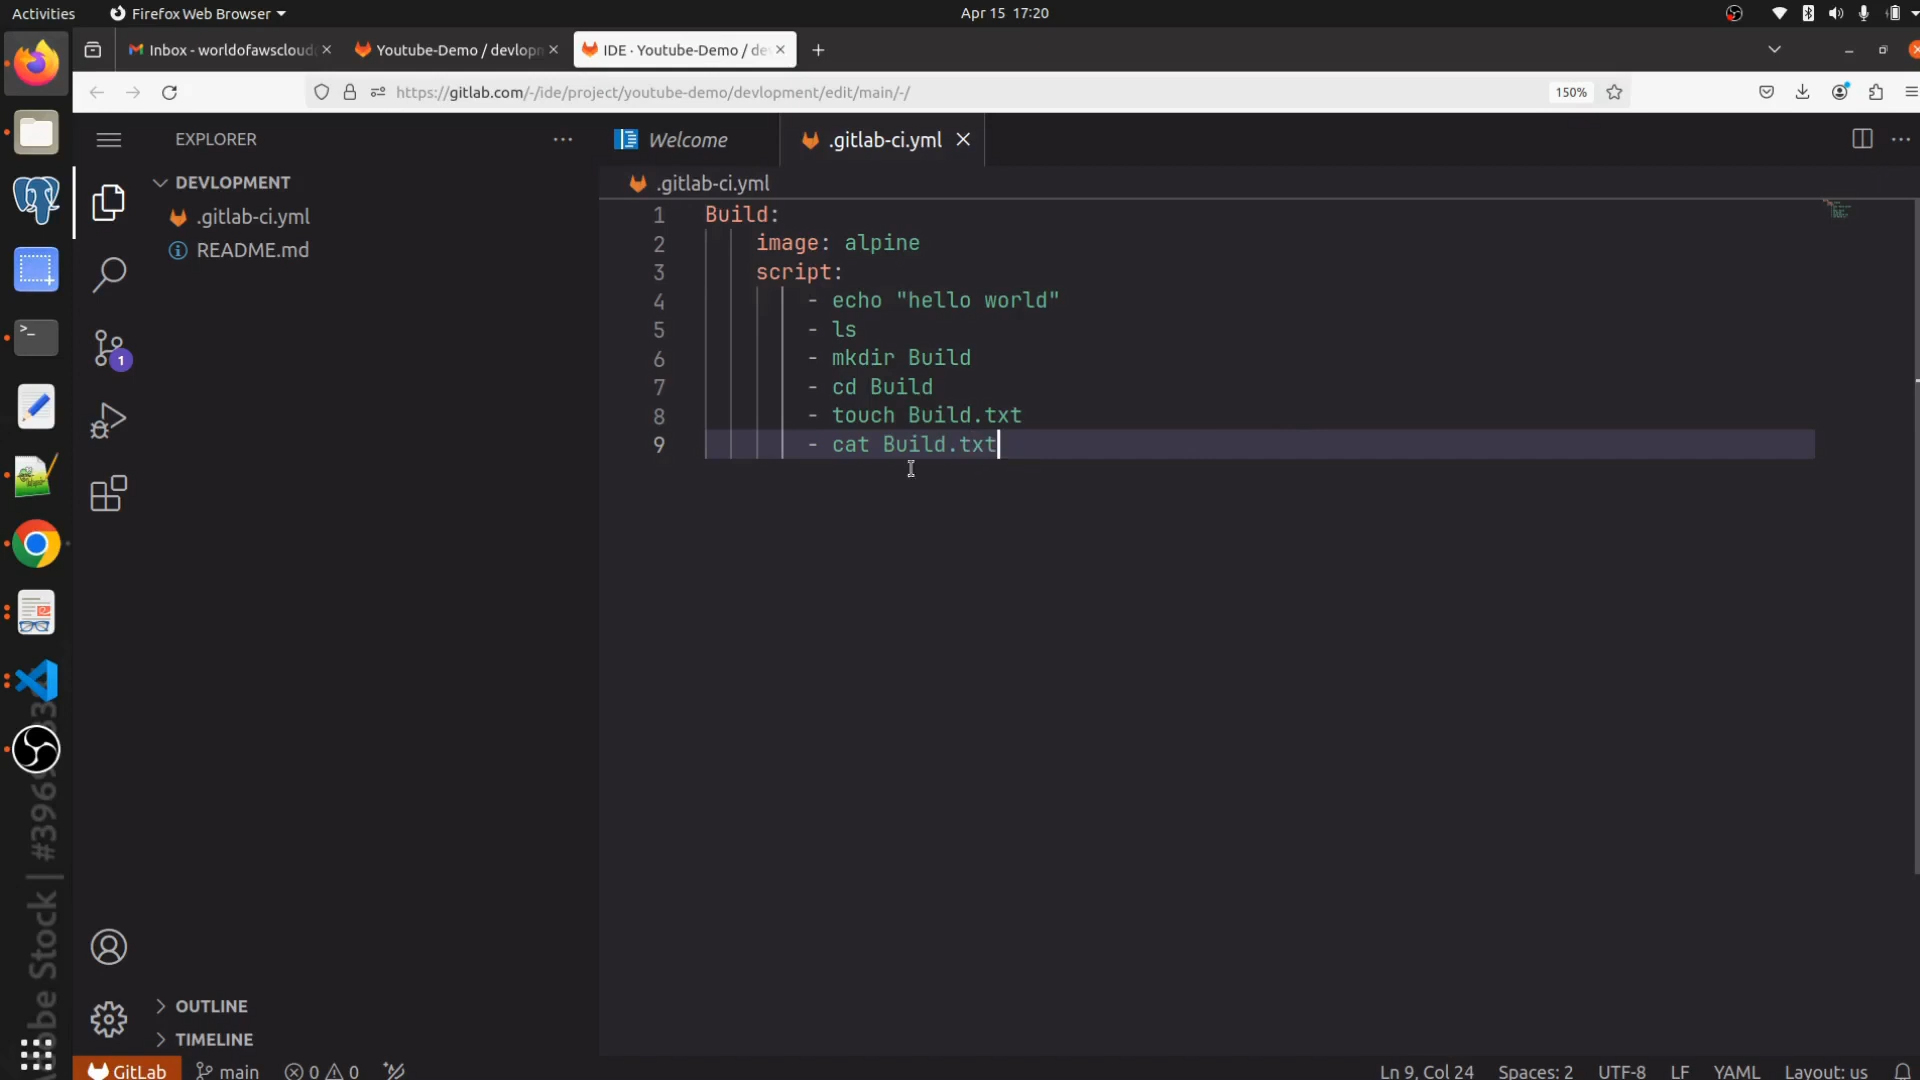 Activities Firefox Web Browser Apr 15 17:20
Inbox - worldofawscloud Youtube-Demo / devlopm IDE · Youtube-Demo / de
https://gitlab.com/-/ide/project/youtube-demo/devlopment/edit/main/-/ 150%
EXPLORER Welcome .gitlab-ci.yml
DEVLOPMENT .gitlab-ci.yml
.gitlab-ci.yml
README.md
1 Build:
2 image: alpine
3 script:
4 - echo "hello world"
5 - ls
6 - mkdir Build
7 - cd Build
8 - touch Build.txt
9 - cat Build.txt
1
OUTLINE
TIMELINE
GitLab main 0 0 Ln 9, Col 24 Spaces: 2 UTF-8 LF YAML Layout: us